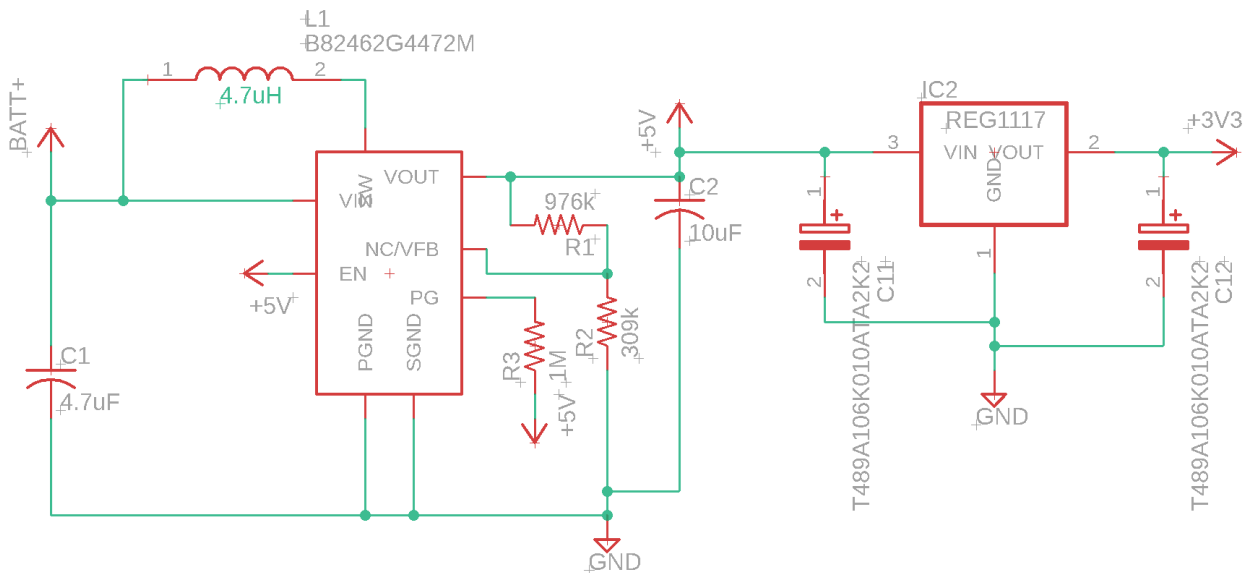 L1
B82462G4472M
1
2
4.7uH
BATT+
+5V
IC2
REG1117
+3V3
3
VIN
VOUT
2
GND
1
SW
VIN
VOUT
NC/VFB
EN
PG
PGND
SGND
+5V
976k
R1
C2
10uF
R2
309k
R3
1M
+5V
C1
4.7uF
GND
1
2
C11
T489A106K010ATA2K2
1
2
C12
T489A106K010ATA2K2
GND